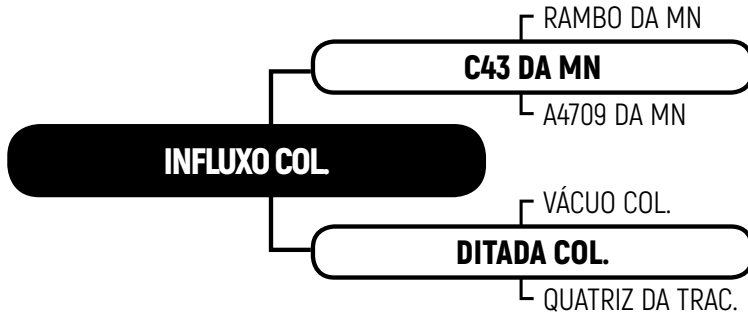 RAMBO DA MN
C43 DA MN
A4709 DA MN
INFLUXO COL.
VÁCUO COL.
DITADA COL.
QUATRIZ DA TRAC.